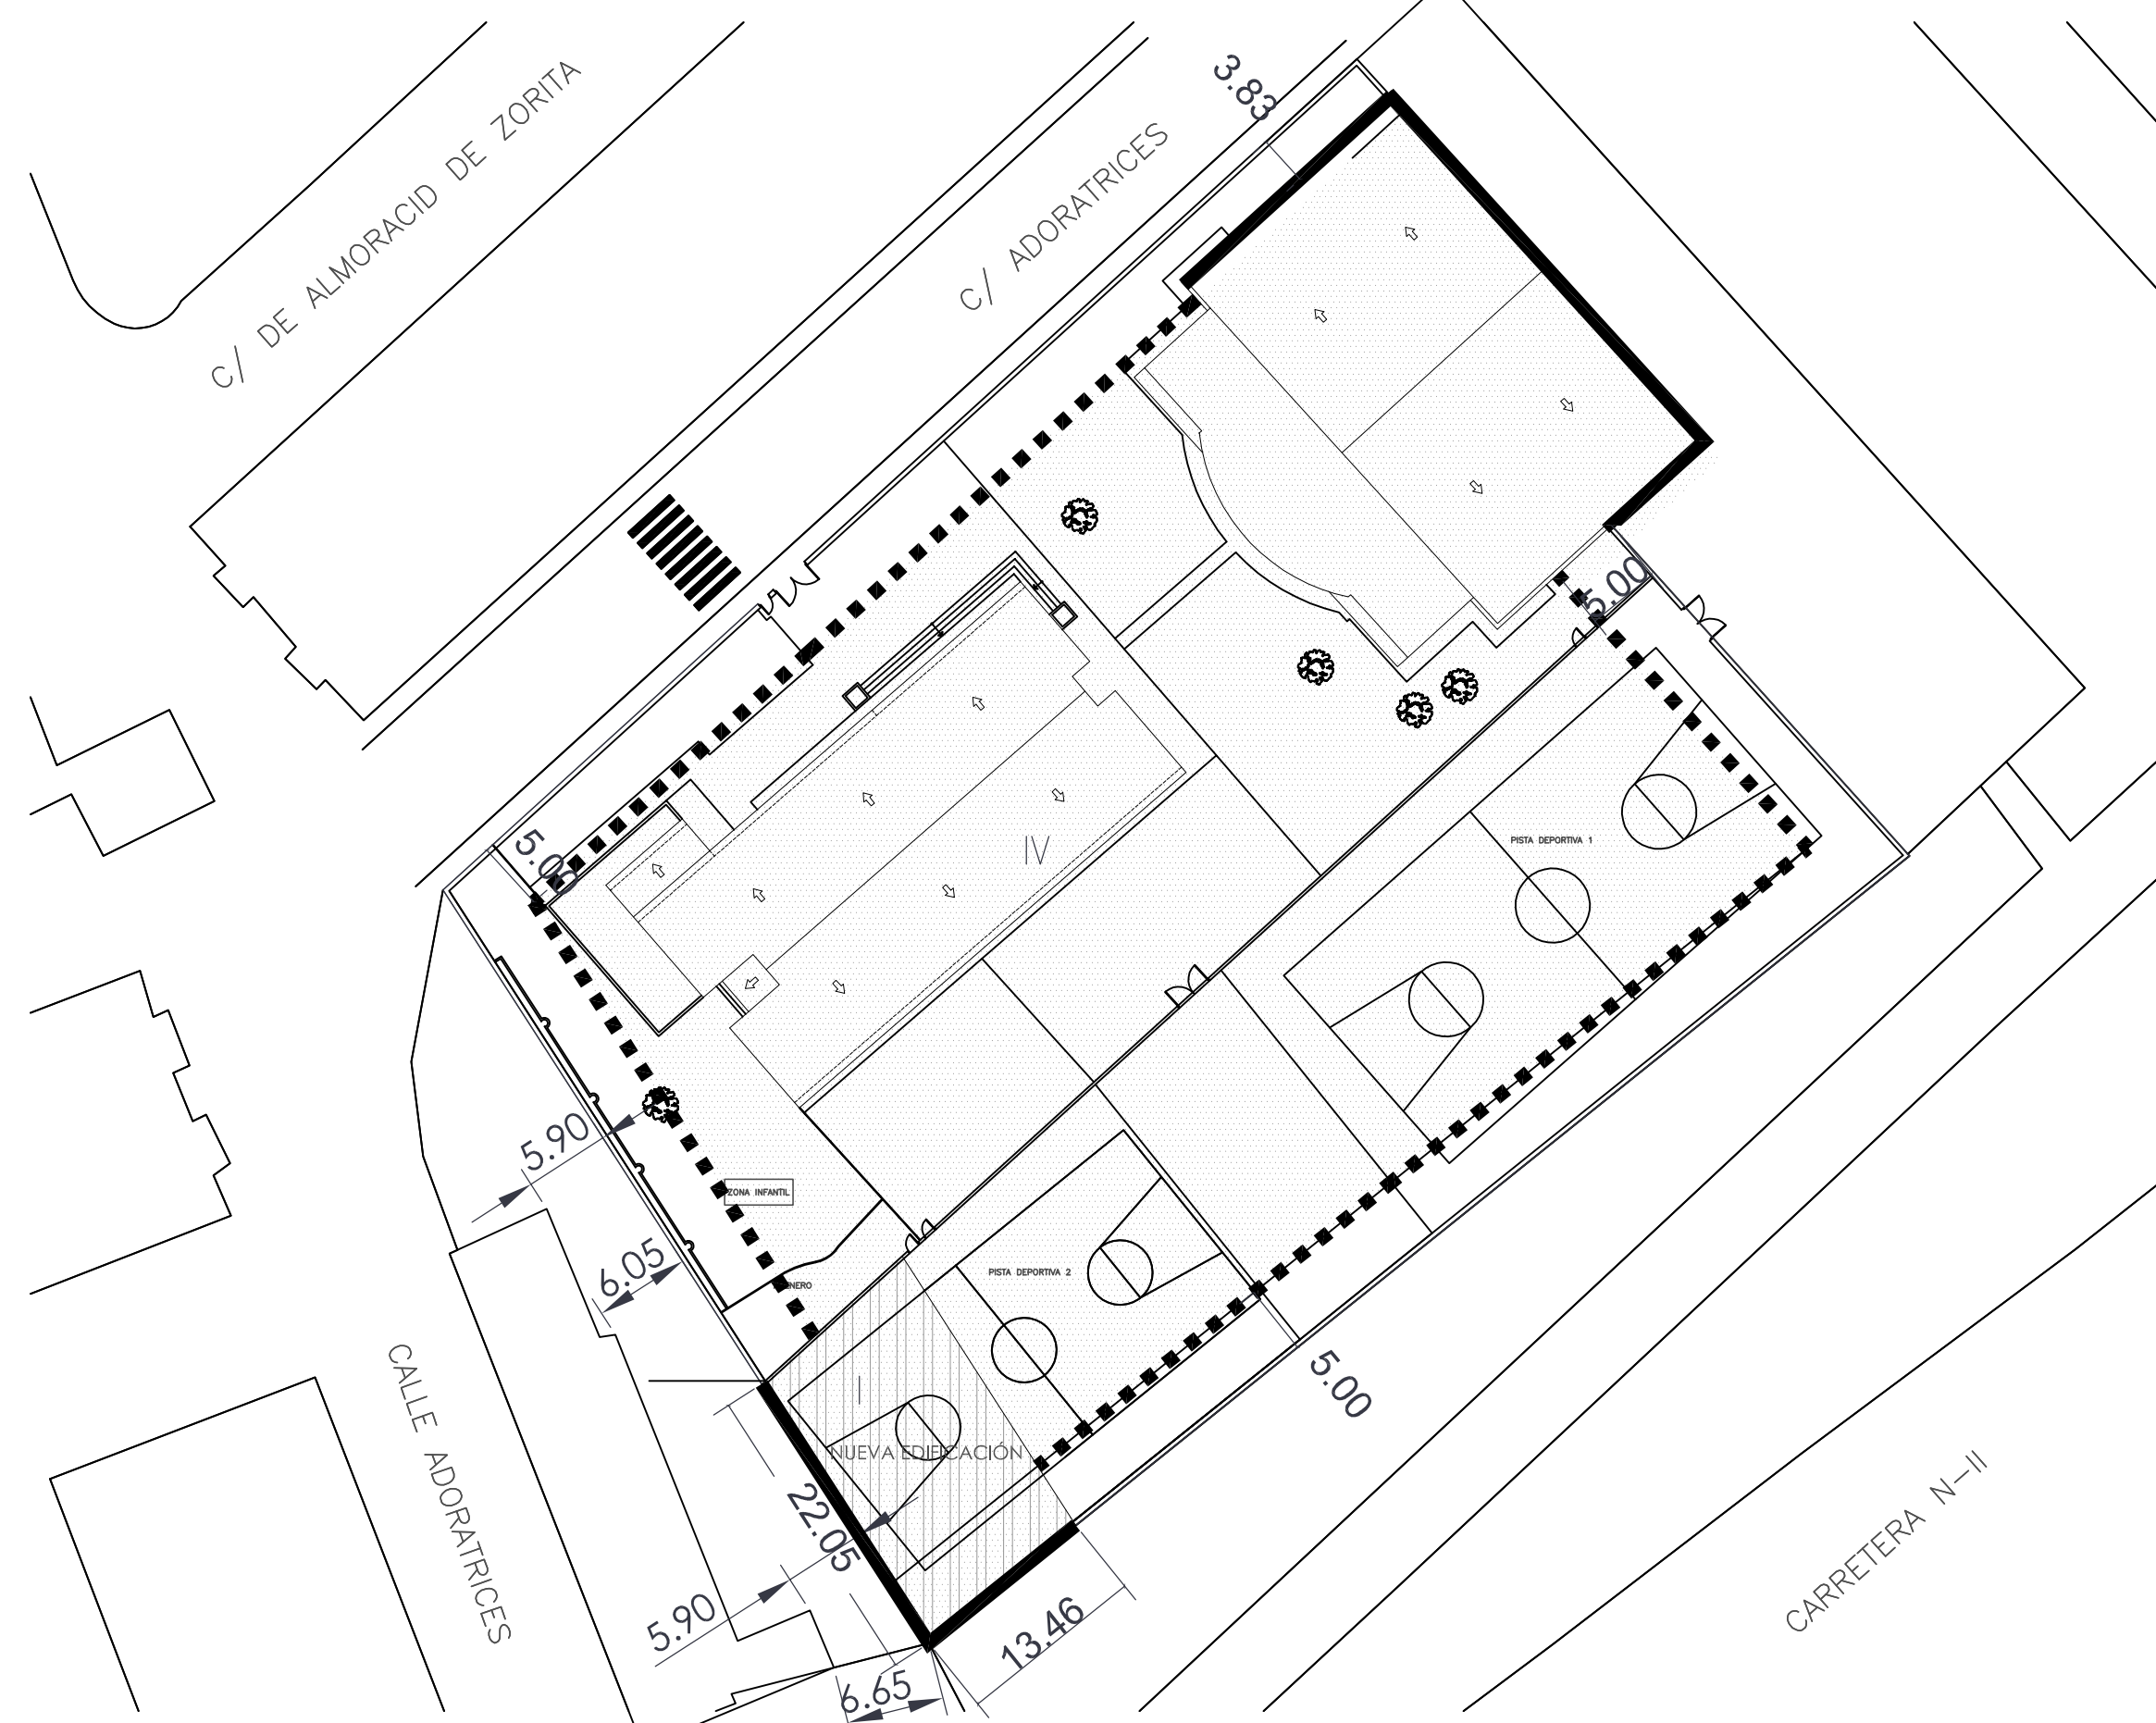 3.83
C/ DE ALMORACID DE ZORITA
C/ ADORATRICES
5.00
5.00
IV
PISTA DEPORTIVA 1
5.90
ZONA INFANTIL
6.05
PISTA DEPORTIVA 2
CALLE ADORATRICES
I
NUEVA EDIFICACIÓN
5.00
22.05
CARRETERA N-II
5.90
13.46
6.65